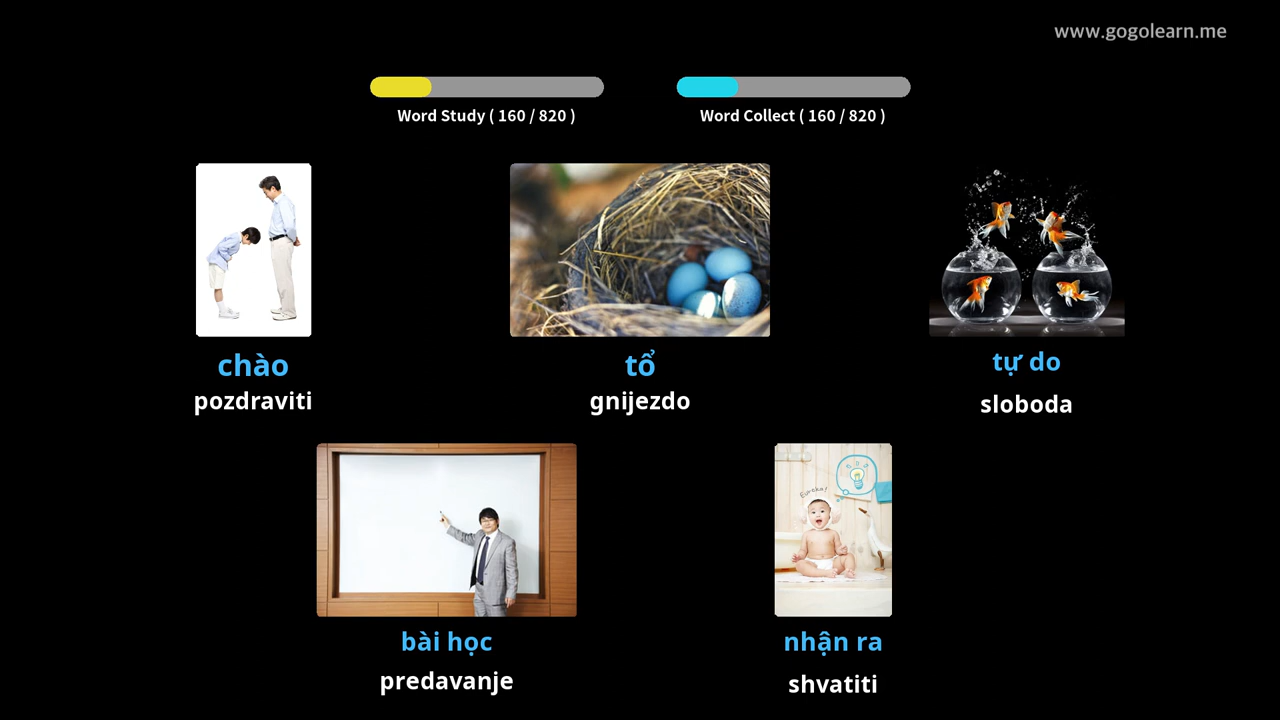 www.gogolearn.me
Word Study ( 160 / 820 )
Word Collect ( 160 / 820 )
chào
pozdraviti
tổ
gnijezdo
tự do
sloboda
Eureka!
bài học
predavanje
nhận ra
shvatiti